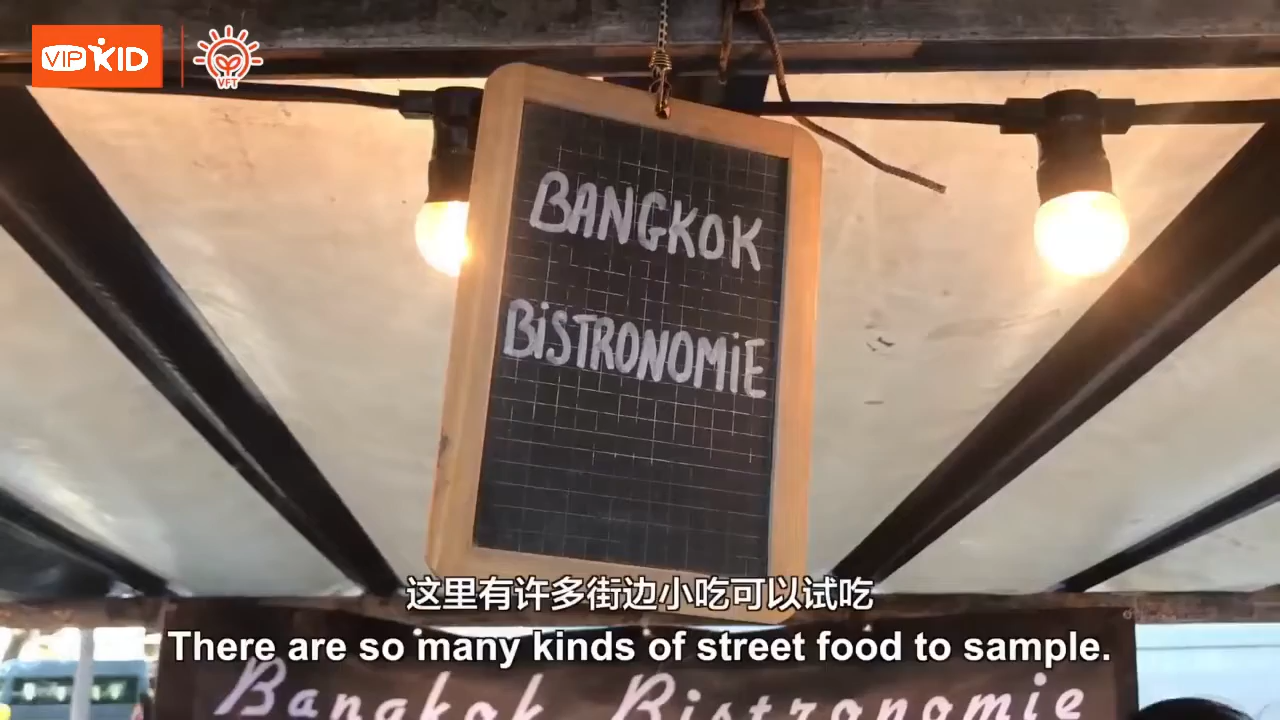 VIPKID
VFT
BANGKOK
BiSTRONOMiE
这里有许多街边小吃可以试吃
There are so many kinds of street food to sample.
Bangkok Bistronomie